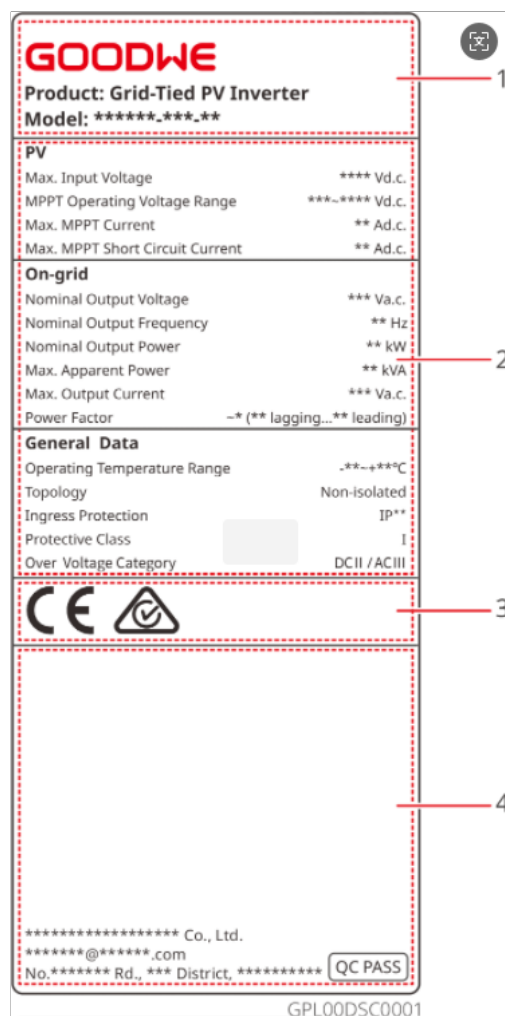 GOODWE
Product: Grid-Tied PV Inverter
Model: ******-***-**
1
PV
Max. Input Voltage **** Vd.c.
MPPT Operating Voltage Range ***~**** Vd.c.
Max. MPPT Current ** Ad.c.
Max. MPPT Short Circuit Current ** Ad.c.
On-grid
Nominal Output Voltage *** Va.c.
Nominal Output Frequency ** Hz
Nominal Output Power ** kW
2
Max. Apparent Power ** kVA
Max. Output Current *** Va.c.
Power Factor ~* (** lagging...** leading)
General Data
Operating Temperature Range -**~+**℃
Topology Non-isolated
Ingress Protection IP**
Protective Class I
Over Voltage Category DCII / ACIII
CE
3
4
****************** Co., Ltd.
*******@******.com
No.******* Rd., *** District, **********
QC PASS
GPL00DSC0001